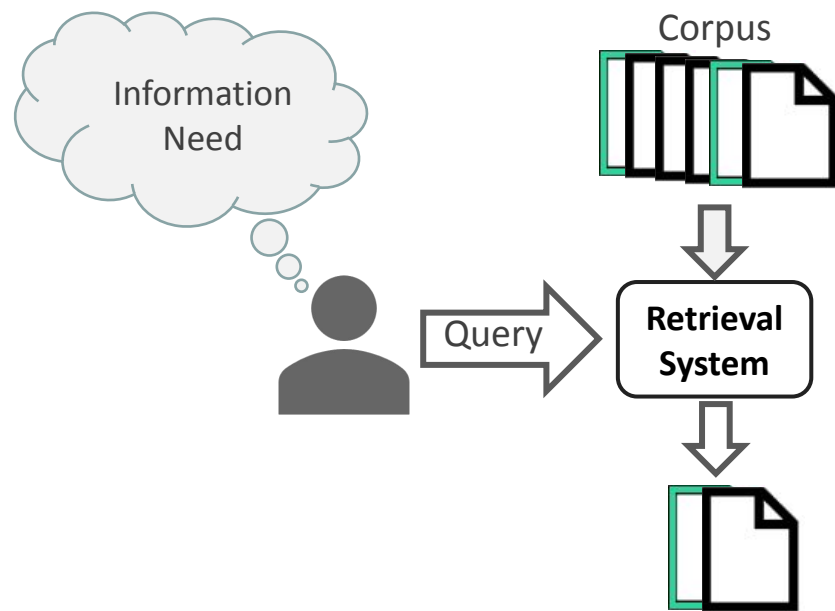 Corpus
Information
Need
Query
Retrieval
System